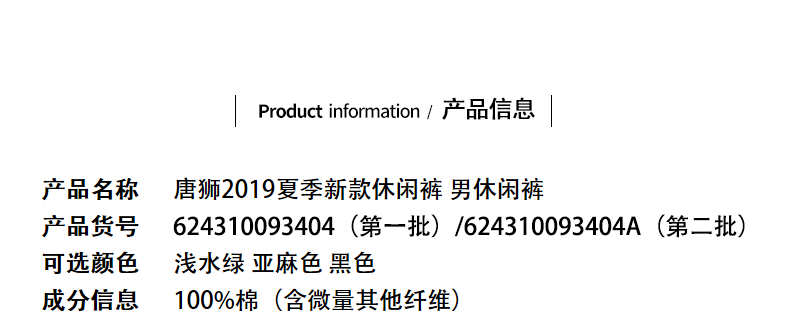 Product information / 产品信息
产品名称 唐狮2019夏季新款休闲裤 男休闲裤
产品货号 624310093404（第一批）/624310093404A（第二批）
可选颜色 浅水绿 亚麻色 黑色
成分信息 100%棉（含微量其他纤维）